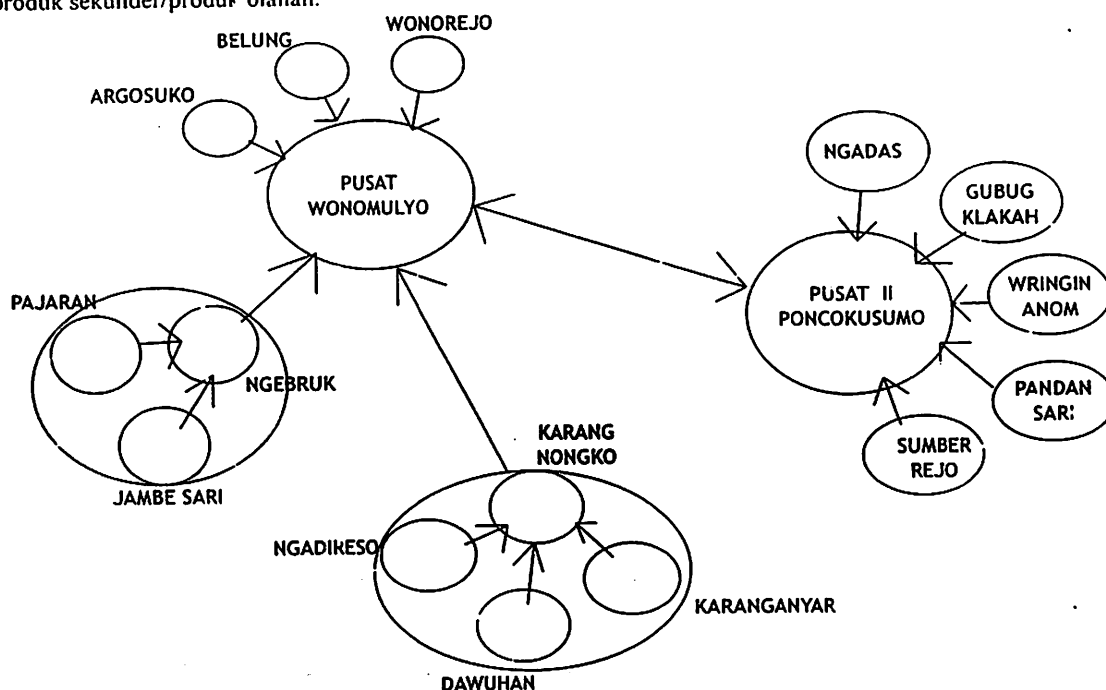 produk sekunder/produk olahan.
WONOREJO
BELUNG
ARGOSUKO
PUSAT
WONOMULYO
NGADAS
GUBUG
KLAKAH
WRINGIN
ANOM
PUSAT II
PONCOKUSUMO
PANDAN
SARI
SUMBER
REJO
PAJARAN
NGEBRUK
JAMBE SARI
KARANG
NONGKO
NGADIRESO
KARANGANYAR
DAWUHAN